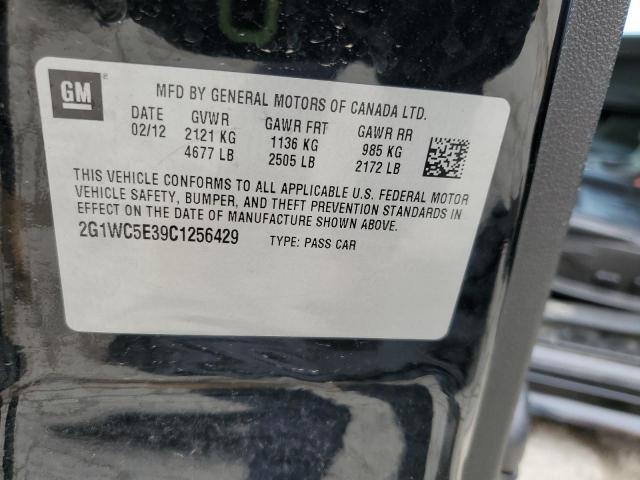 GM
MFD BY GENERAL MOTORS OF CANADA LTD.
DATE GVWR GAWR FRT GAWR RR
02/12 2121 KG 1136 KG 985 KG
4677 LB 2505 LB 2172 LB
THIS VEHICLE CONFORMS TO ALL APPLICABLE U.S. FEDERAL MOTOR
VEHICLE SAFETY, BUMPER, AND THEFT PREVENTION STANDARDS IN
EFFECT ON THE DATE OF MANUFACTURE SHOWN ABOVE.
2G1WC5E39C1256429 TYPE: PASS CAR